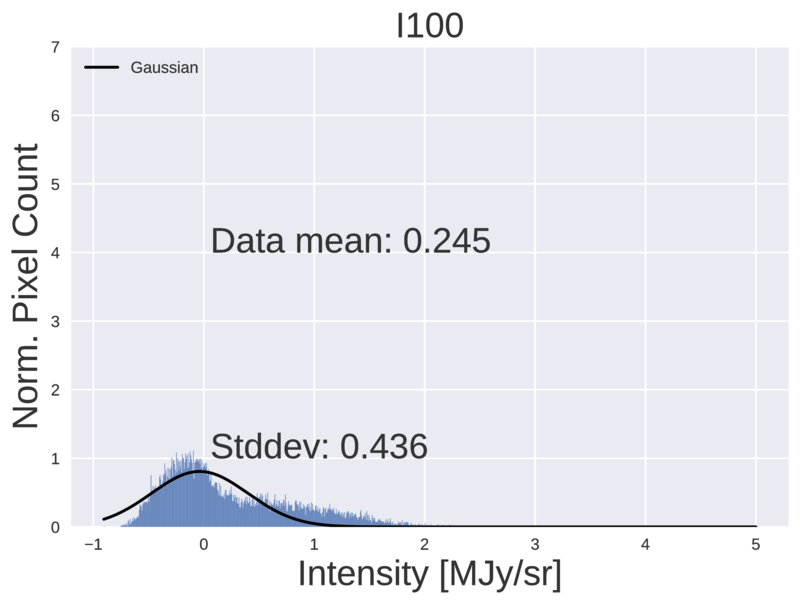 I100
7
Gaussian
6
5
Data mean: 0.245
4
3
2
Stddev: 0.436
1
0
−1 0 1 2 3 4 5
Norm. Pixel Count
Intensity [MJy/sr]